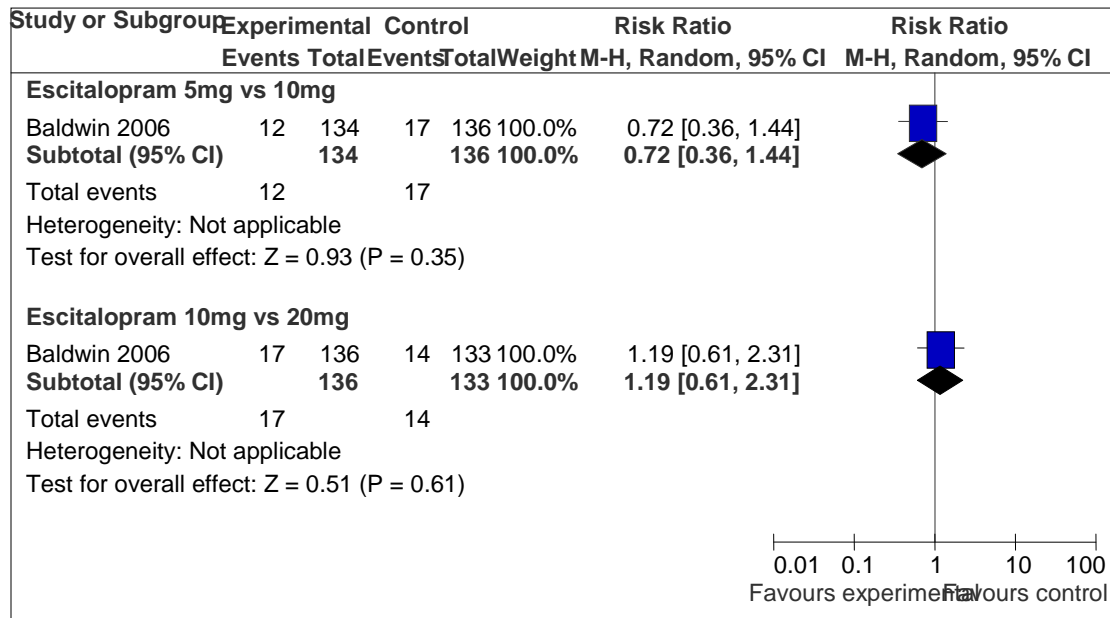 Study or Subgroup Experimental Control Risk Ratio Risk Ratio
Events Total Events Total Weight M-H, Random, 95% CI M-H, Random, 95% CI
Escitalopram 5mg vs 10mg
Baldwin 2006 12 134 17 136 100.0% 0.72 [0.36, 1.44]
Subtotal (95% CI) 134 136 100.0% 0.72 [0.36, 1.44]
Total events 12 17
Heterogeneity: Not applicable
Test for overall effect: Z = 0.93 (P = 0.35)
Escitalopram 10mg vs 20mg
Baldwin 2006 17 136 14 133 100.0% 1.19 [0.61, 2.31]
Subtotal (95% CI) 136 133 100.0% 1.19 [0.61, 2.31]
Total events 17 14
Heterogeneity: Not applicable
Test for overall effect: Z = 0.51 (P = 0.61)
0.01 0.1 1 10 100
Favours experimental Favours control